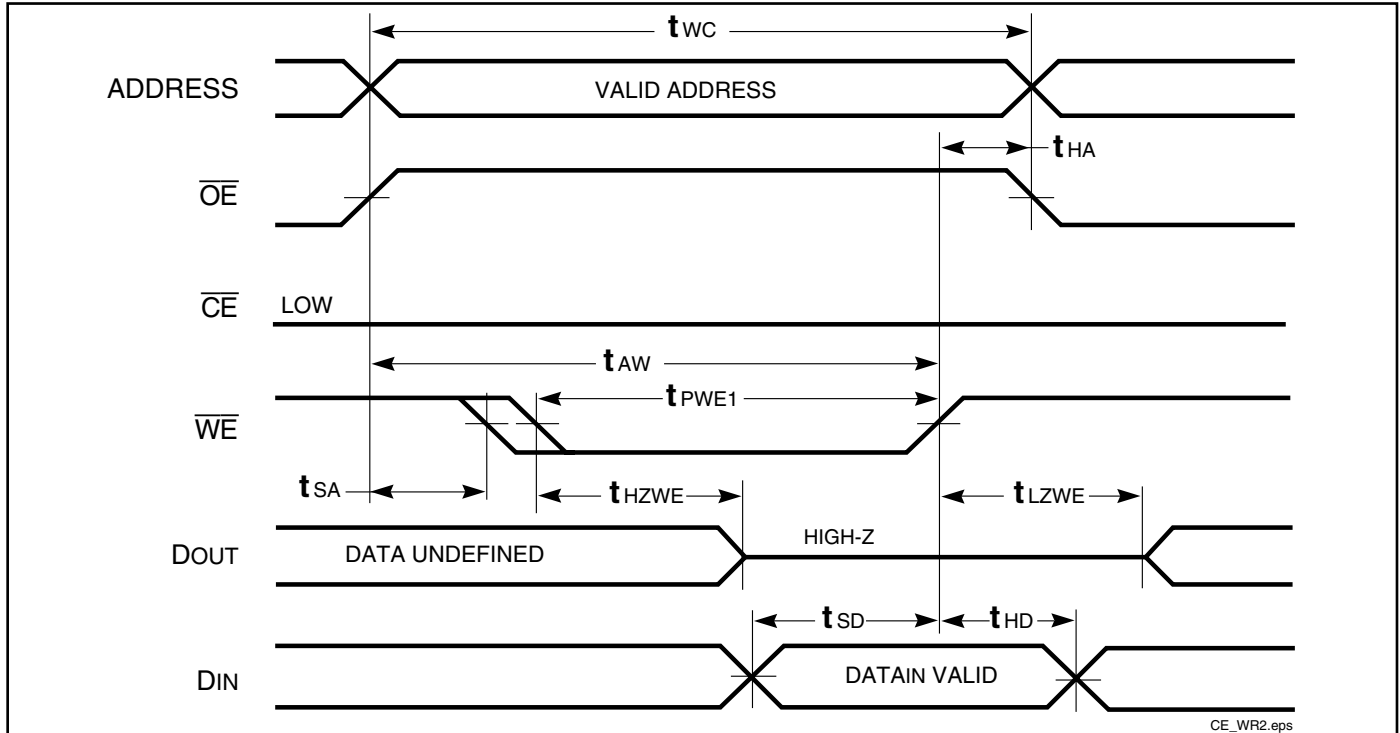 tWC
ADDRESS
VALID ADDRESS
tHA
OE
CE
LOW
tAW
tPWE1
WE
tSA
tHZWE
tLZWE
DOUT
DATA UNDEFINED
HIGH-Z
tSD
tHD
DIN
DATAIN VALID
CE_WR2.eps